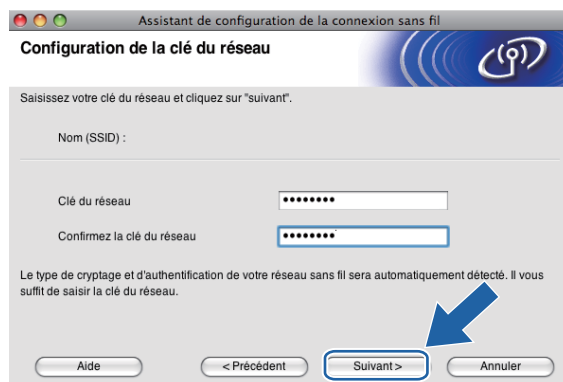 Assistant de configuration de la connexion sans fil
Configuration de la clé du réseau
Saisissez votre clé du réseau et cliquez sur "suivant".
Nom (SSID) :
Clé du réseau ••••••••
Confirmez la clé du réseau ••••••••
Le type de cryptage et d'authentification de votre réseau sans fil sera automatiquement détecté. Il vous
suffit de saisir la clé du réseau.
Aide < Précédent Suivant > Annuler